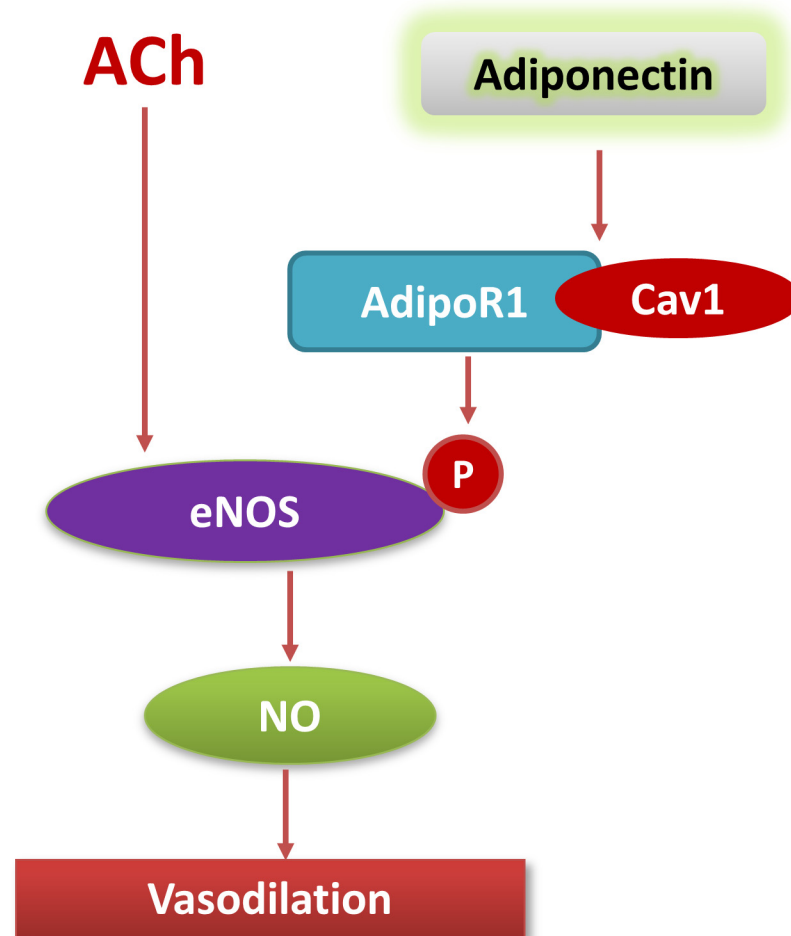 ACh
Adiponectin
AdipoR1
Cav1
P
eNOS
NO
Vasodilation